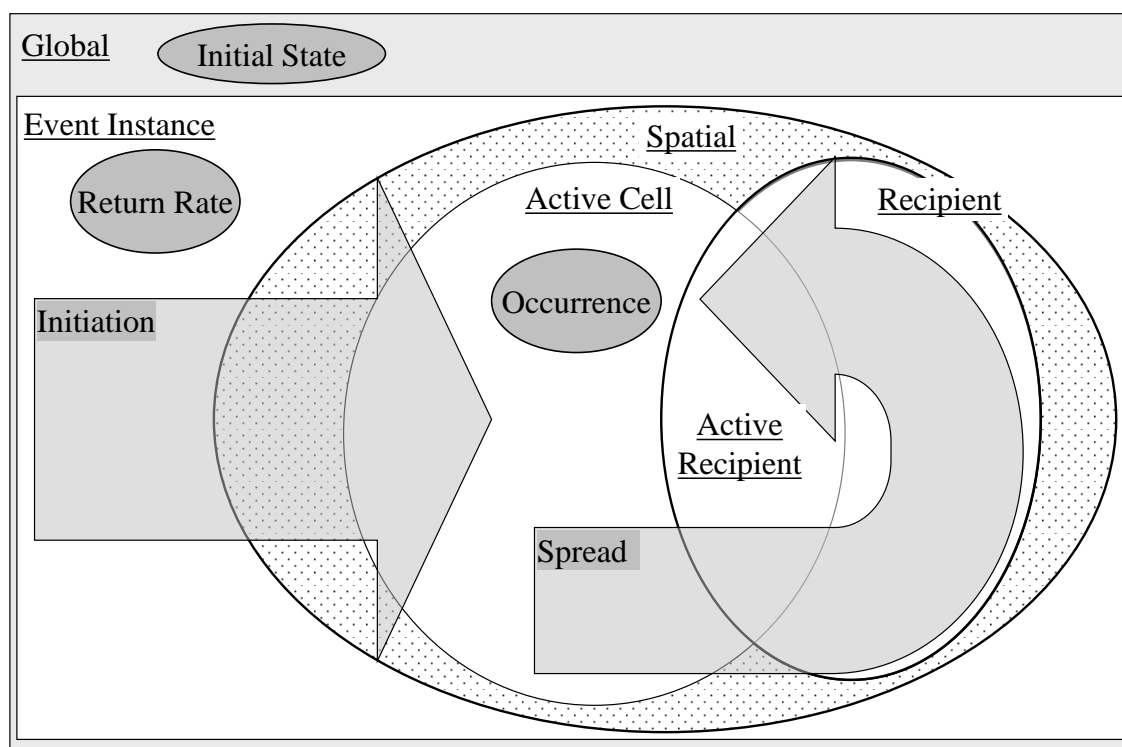 Global
Initial State
Event Instance
Spatial
Return Rate
Active Cell
Recipient
Occurrence
Initiation
Active
Recipient
Spread